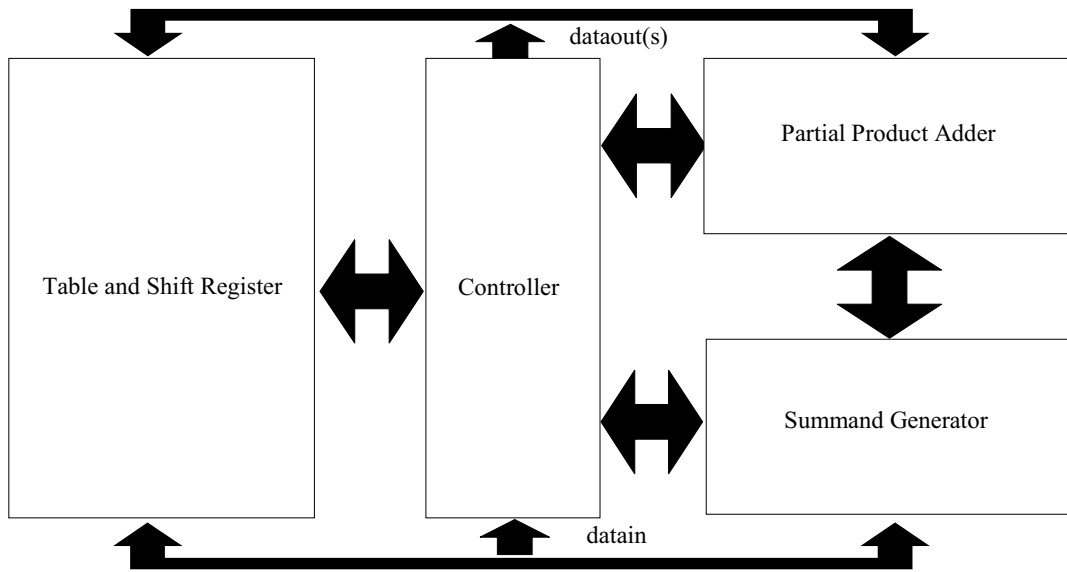 dataout(s)
Partial Product Adder
Table and Shift Register
Controller
Summand Generator
datain